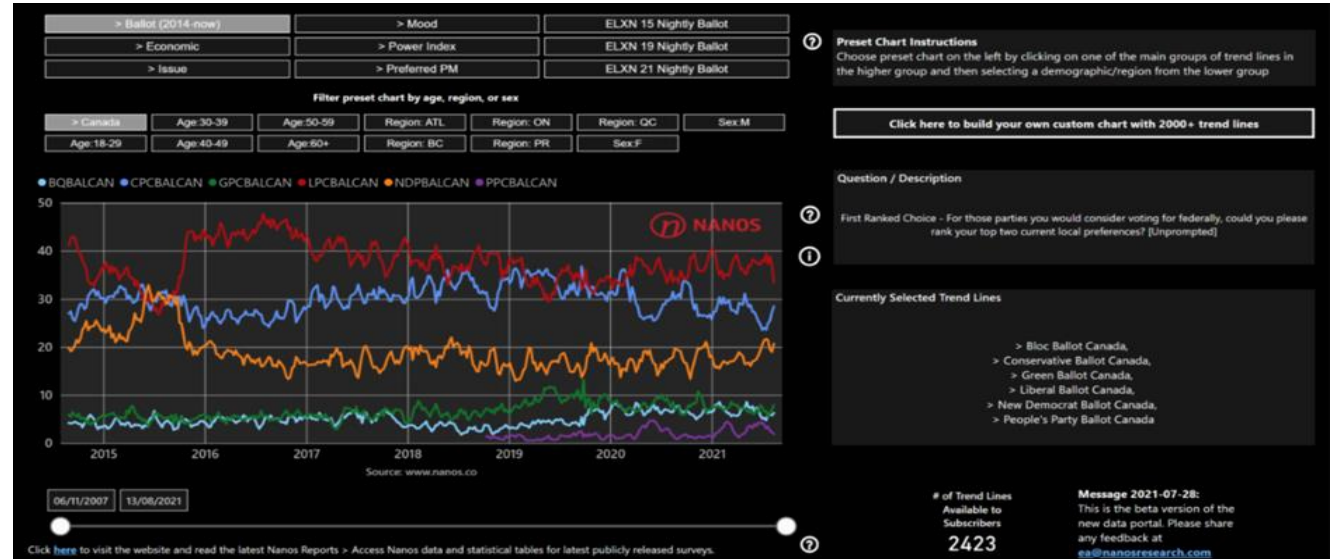 > Ballot (2014-now)
> Mood
ELXN 15 Nightly Ballot
> Economic
> Power Index
ELXN 19 Nightly Ballot
> Issue
> Preferred PM
ELXN 21 Nightly Ballot
Filter preset chart by age, region, or sex
> Canada
Age:30-39
Age:50-59
Region: ATL
Region: ON
Region: QC
Sex:M
Age:18-29
Age:40-49
Age:60+
Region: BC
Region: PR
Sex:F
BQBALCAN CPCBALCAN GPCBALCAN LPCBALCAN NDPBALCAN PPCBALCAN
50
40
30
20
10
0
NANOS
2015 2016 2017 2018 2019 2020 2021
Source: www.nanos.co
06/11/2007 13/08/2021
Click here to visit the website and read the latest Nanos Reports > Access Nanos data and statistical tables for latest publicly released surveys.
Preset Chart Instructions
Choose preset chart on the left by clicking on one of the main groups of trend lines in
the higher group and then selecting a demographic/region from the lower group
Click here to build your own custom chart with 2000+ trend lines
Question / Description
First Ranked Choice - For those parties you would consider voting for federally, could you please
rank your top two current local preferences? [Unprompted]
Currently Selected Trend Lines
> Bloc Ballot Canada,
> Conservative Ballot Canada,
> Green Ballot Canada,
> Liberal Ballot Canada,
> New Democrat Ballot Canada,
> People's Party Ballot Canada
# of Trend Lines
Available to
Subscribers
2423
Message 2021-07-28:
This is the beta version of the
new data portal. Please share
any feedback at
ea@nanosresearch.com